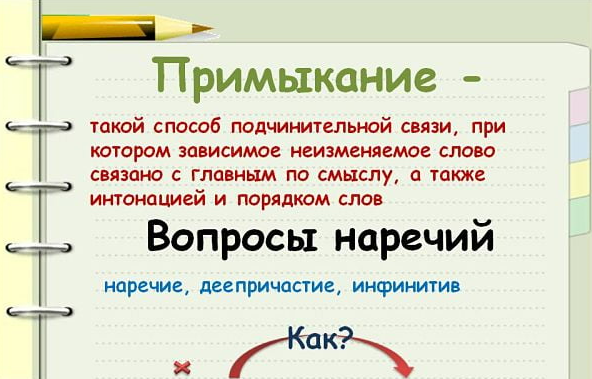 Примыкание -
такой способ подчинительной связи, при
котором зависимое неизменяемое слово
связано с главным по смыслу, а также
интонацией и порядком слов
Вопросы наречий
наречие, деепричастие, инфинитив
Как?